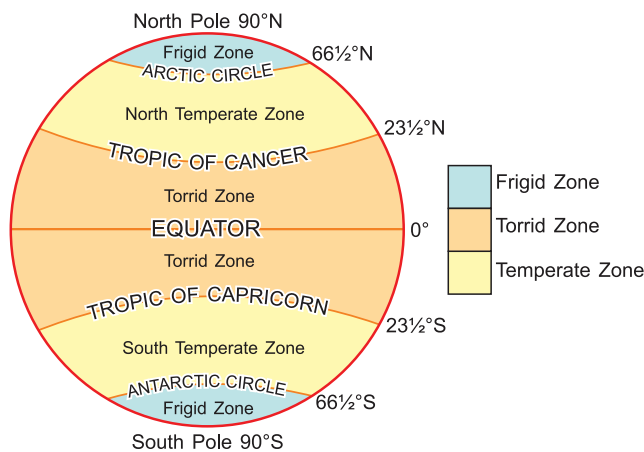 North Pole 90°N
Frigid Zone
66½°N
ARCTIC CIRCLE
North Temperate Zone
23½°N
TROPIC OF CANCER
Torrid Zone
EQUATOR
0°
Torrid Zone
TROPIC OF CAPRICORN
23½°S
South Temperate Zone
ANTARCTIC CIRCLE
66½°S
Frigid Zone
South Pole 90°S
Frigid Zone
Torrid Zone
Temperate Zone